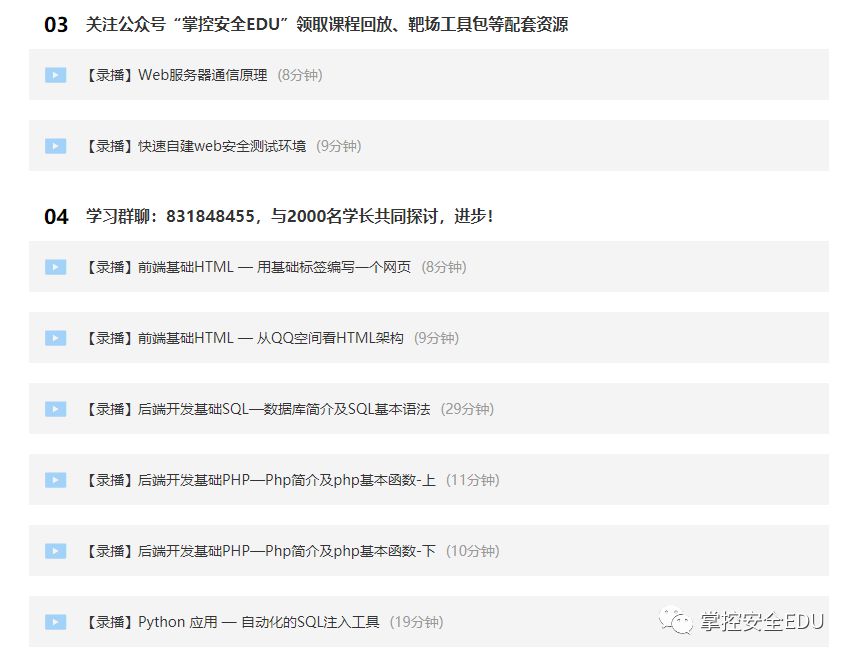 03 关注公众号“掌控安全EDU”领取课程回放、靶场工具包等配套资源
【录播】Web服务器通信原理 (8分钟)
【录播】快速自建web安全测试环境 (9分钟)
04 学习群聊：831848455，与2000名学长共同探讨，进步!
【录播】前端基础HTML — 用基础标签编写一个网页 (8分钟)
【录播】前端基础HTML — 从QQ空间看HTML架构 (9分钟)
【录播】后端开发基础SQL—数据库简介及SQL基本语法 (29分钟)
【录播】后端开发基础PHP—Php简介及php基本函数-上 (11分钟)
【录播】后端开发基础PHP—Php简介及php基本函数-下 (10分钟)
【录播】Python 应用 — 自动化的SQL注入工具 (19分钟)
掌控安全EDU